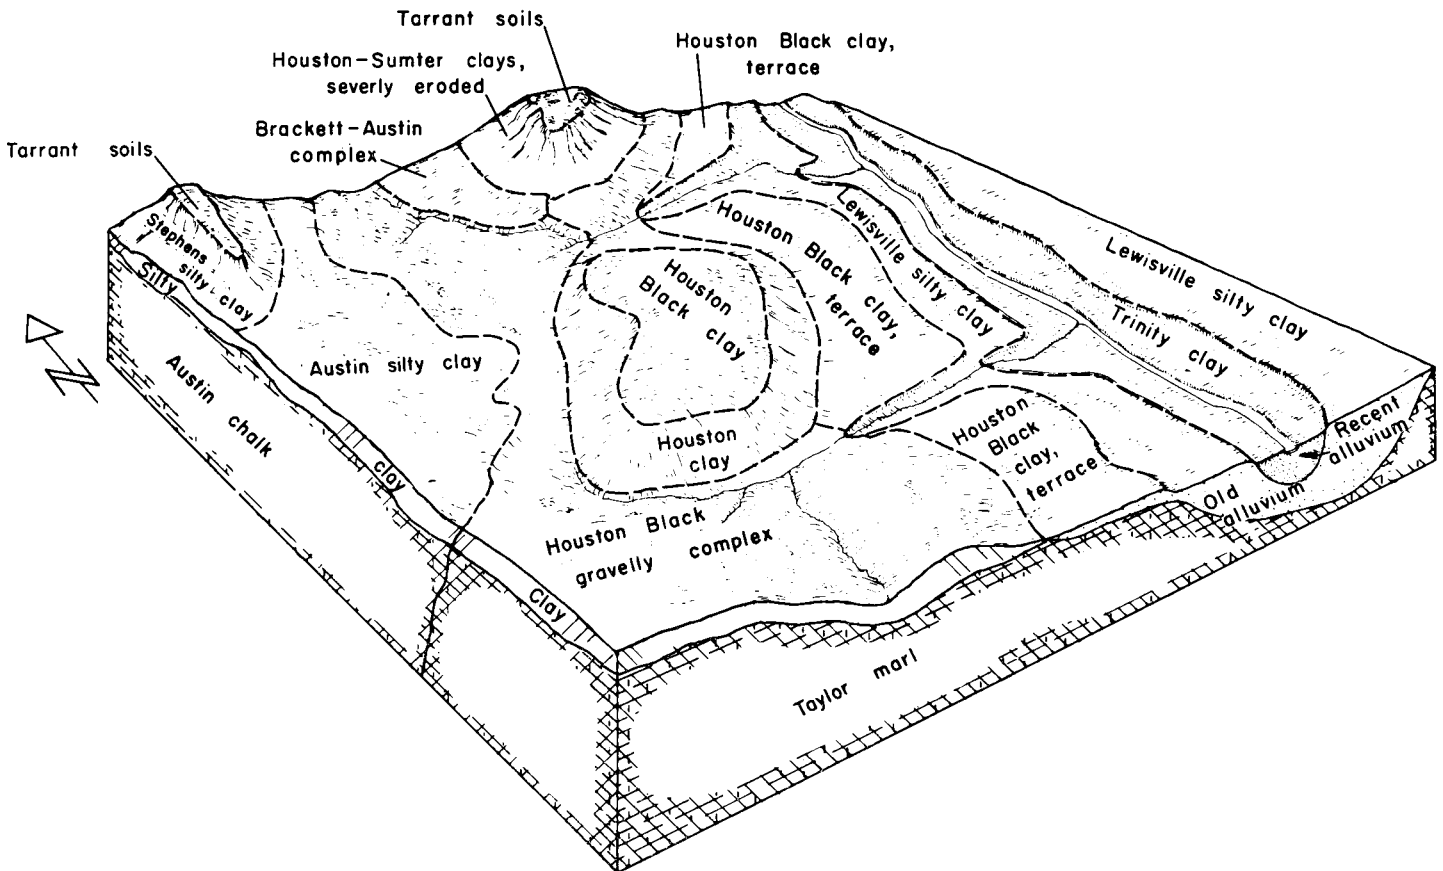 Tarrant soils
Houston Black clay,
terrace
Houston-Sumter clays,
severly eroded
Brackett-Austin
complex
Tarrant soils
Stephens
silty clay
Silty
clay
Clay
Austin
chalk
Austin silty clay
Houston
Black clay
Houston
clay
Houston Black clay,
terrace
Lewisville silty clay
Lewisville silty clay
Trinity clay
Houston
Black
clay,
terrace
Recent
alluvium
Old
alluvium
Houston Black
gravelly complex
Taylor marl
N